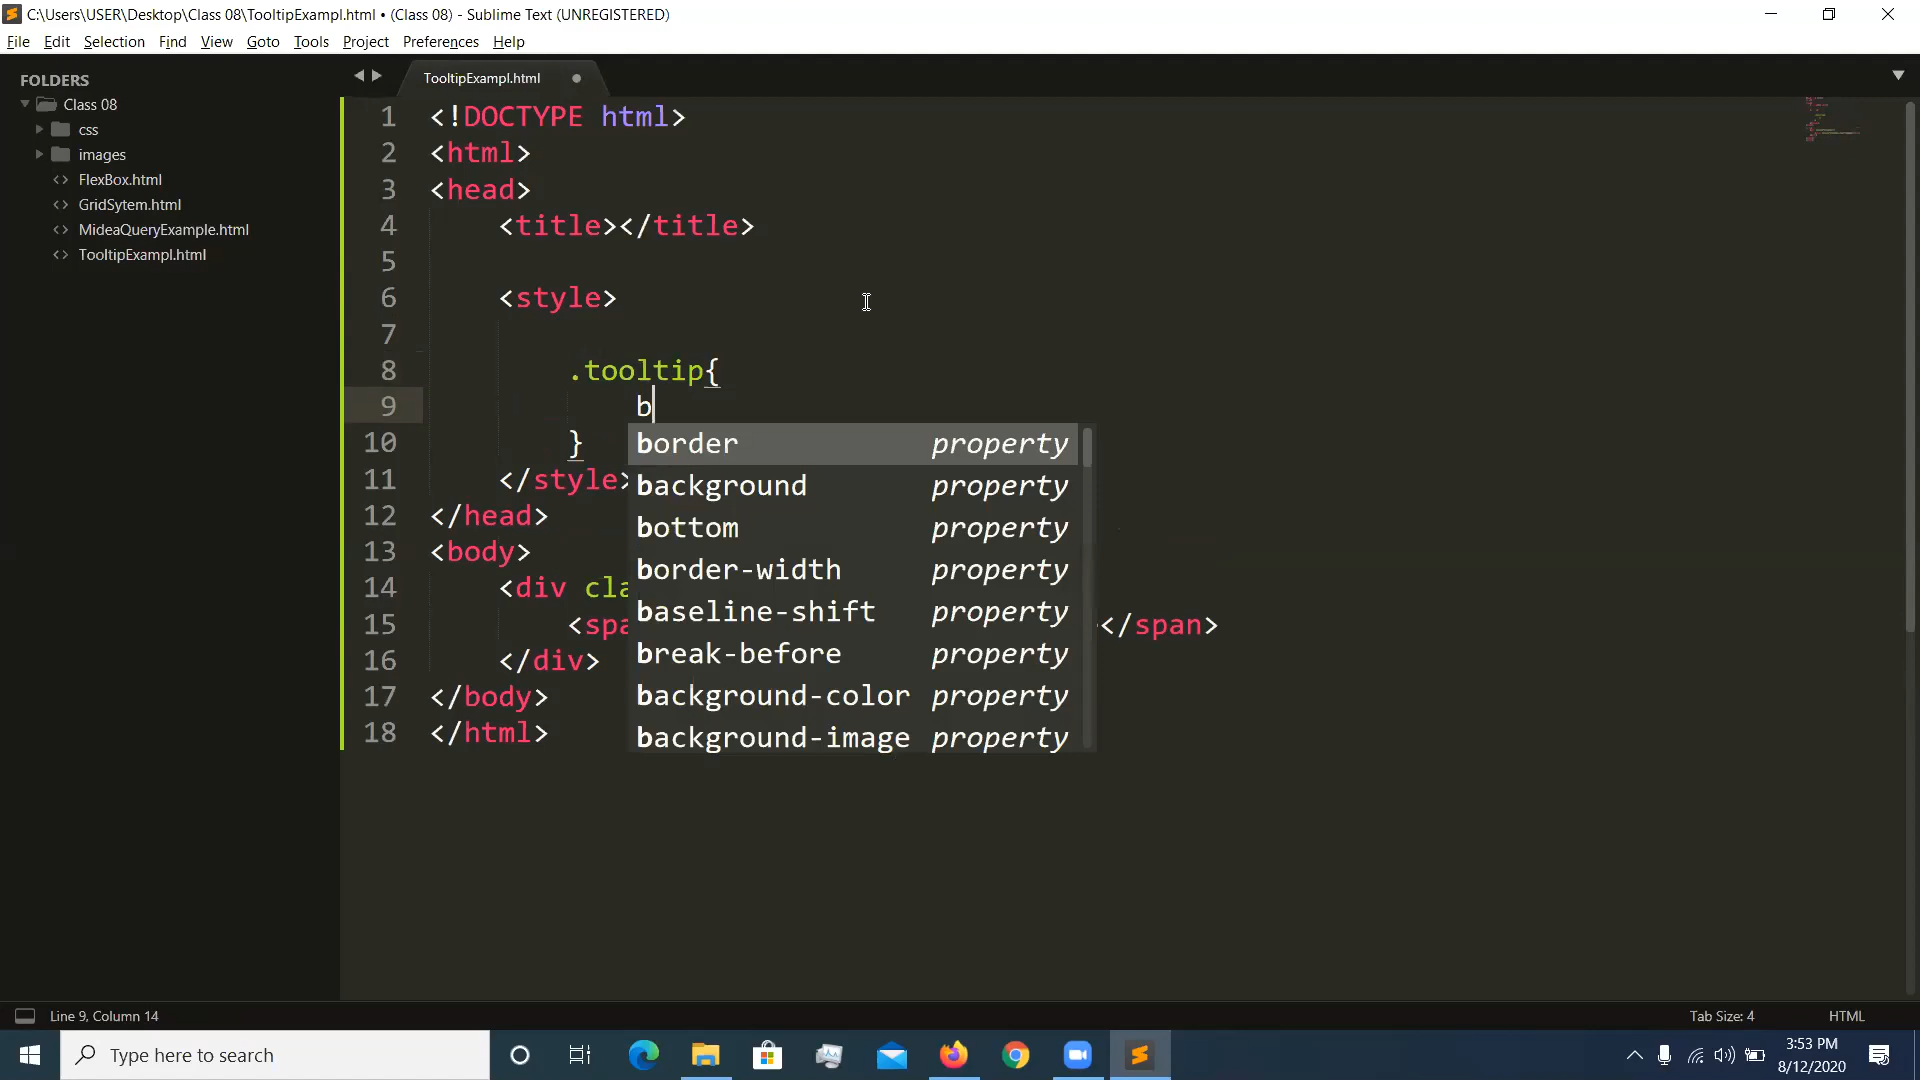 C:\Users\USER\Desktop\Class 08\TooltipExampl.html • (Class 08) - Sublime Text (UNREGISTERED)
File Edit Selection Find View Goto Tools Project Preferences Help
FOLDERS
Class 08
css
images
FlexBox.html
GridSytem.html
MideaQueryExample.html
TooltipExampl.html
TooltipExampl.html
1 <!DOCTYPE html>
2 <html>
3 <head>
4 <title></title>
5
6 <style>
7
8 .tooltip{
9 b
10 }
11 </style>
12 </head>
13 <body>
14 <div cla
15 <spa </span>
16 </div>
17 </body>
18 </html>
border property
background property
bottom property
border-width property
baseline-shift property
break-before property
background-color property
background-image property
Line 9, Column 14
Tab Size: 4
HTML
Type here to search
3:53 PM
8/12/2020